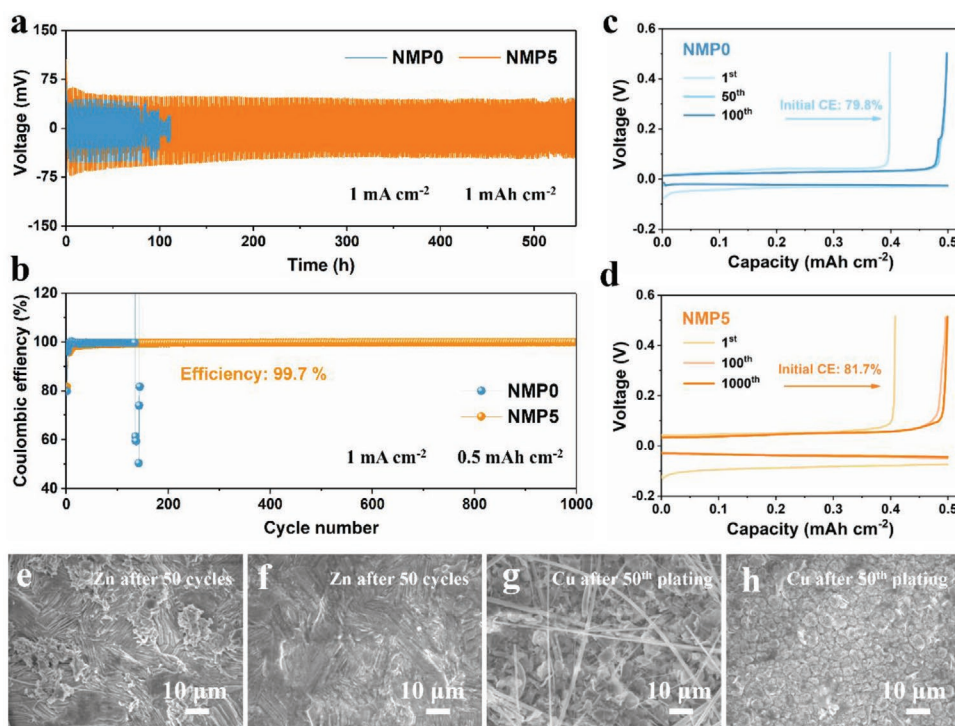 a
150
75
0
-75
-150
Voltage (mV)
NMP0 NMP5
1 mA cm-2 1 mAh cm-2
0 100 200 300 400 500
Time (h)
b
120
100
80
60
40
Coulombic effiency (%)
Efficiency: 99.7 %
NMP0
NMP5
1 mA cm-2 0.5 mAh cm-2
0 200 400 600 800 1000
Cycle number
c
0.6
0.4
0.2
0.0
-0.2
Voltage (V)
NMP0
1st
50th
100th
Initial CE: 79.8%
0.0 0.1 0.2 0.3 0.4 0.5
Capacity (mAh cm-2)
d
0.6
0.4
0.2
0.0
-0.2
Voltage (V)
NMP5
1st
100th
1000th
Initial CE: 81.7%
0.0 0.1 0.2 0.3 0.4 0.5
Capacity (mAh cm-2)
e
Zn after 50 cycles
10 μm
f
Zn after 50 cycles
10 μm
g
Cu after 50th plating
10 μm
h
Cu after 50th plating
10 μm